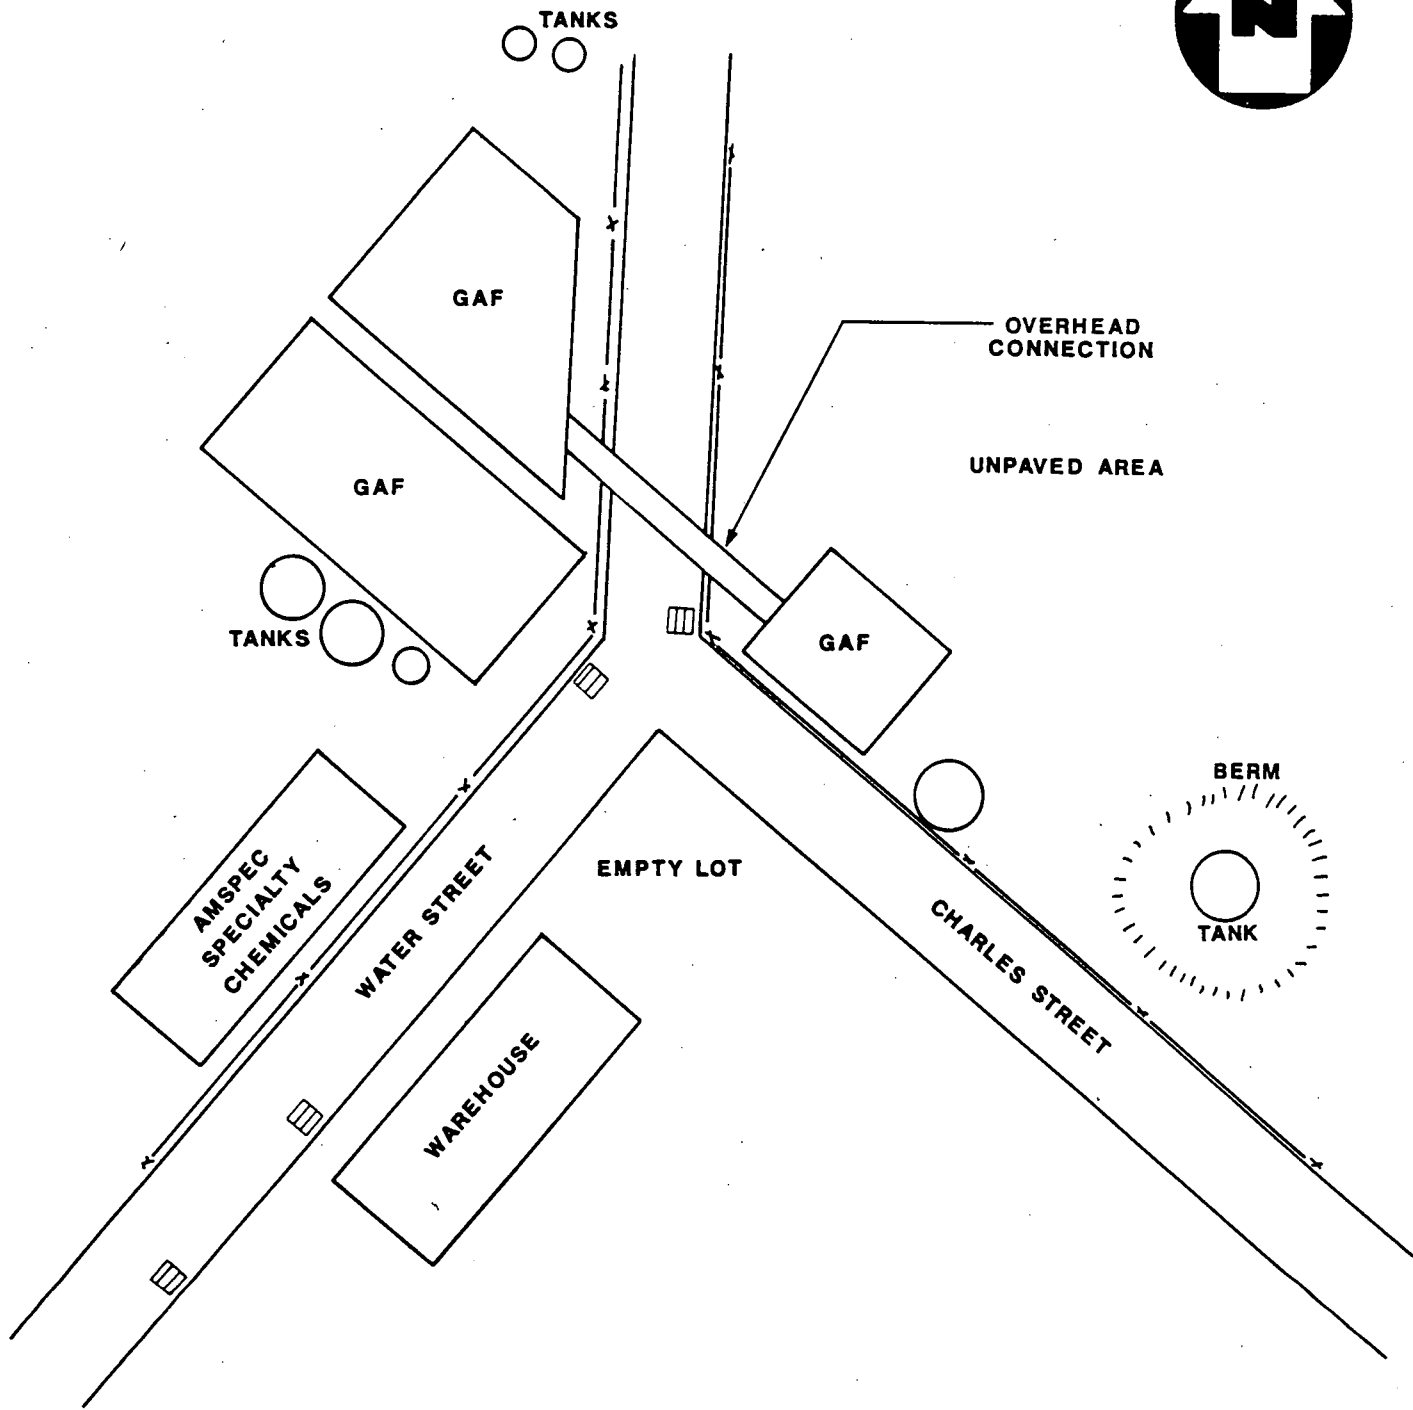 TANKS
N
GAF
OVERHEAD
CONNECTION
UNPAVED AREA
GAF
TANKS
GAF
BERM
EMPTY LOT
AMSPEC
SPECIALTY
CHEMICALS
WATER STREET
TANK
CHARLES STREET
WAREHOUSE